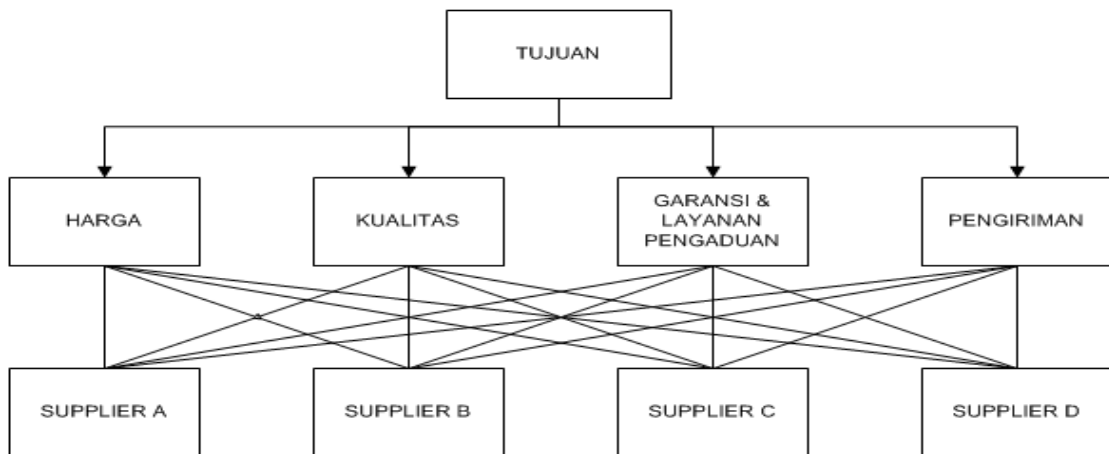 TUJUAN
HARGA
KUALITAS
GARANSI &
LAYANAN
PENGADUAN
PENGIRIMAN
SUPPLIER A
SUPPLIER B
SUPPLIER C
SUPPLIER D